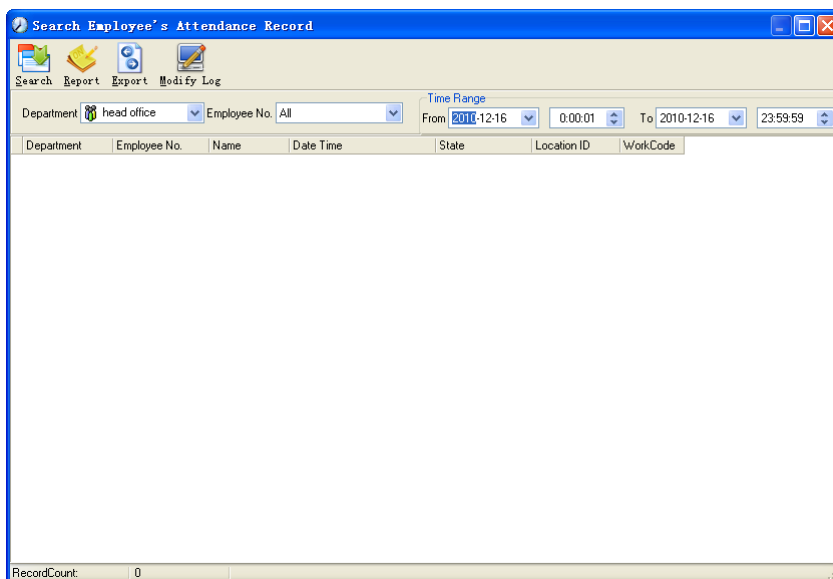 Search Employee's Attendance Record
Search Report Export Modify Log
Time Range
Department head office Employee No. All From 2010-12-16 0:00:01 To 2010-12-16 23:59:59
Department Employee No. Name Date Time State Location ID WorkCode
RecordCount: 0